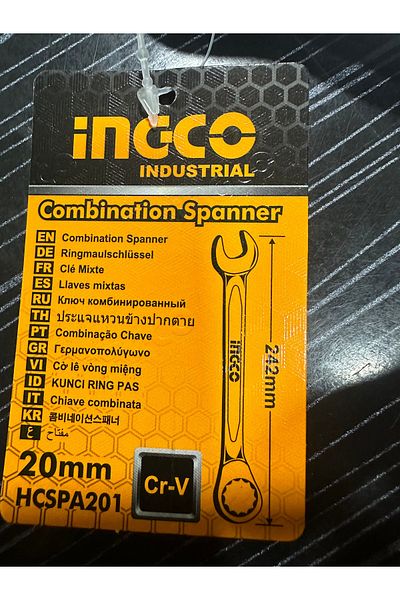 INGCO
INDUSTRIAL
Combination Spanner
EN Combination Spanner
DE Ringmaulschlüssel
FR Clé Mixte
ES Llaves mixtas
RU Ключ комбинированный
TH ประแจแหวนข้างปากตาย
PT Combinação Chave
GR Γερμανοπολύγωνο
VI Cờ lê vòng miệng
ID KUNCI RING PAS
IT Chiave combinata
KR 콤비네이션스패너
ع مفتاح
INGCO
242mm
20mm
Cr-V
HCSPA201